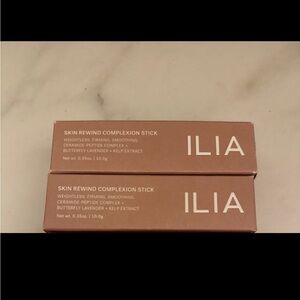 SKIN REWIND COMPLEXION STICK
WEIGHTLESS, FIRMING, SMOOTHING,
CERAMIDE-PEPTIDE COMPLEX +
BUTTERFLY LAVENDER + KELP EXTRACT
Net wt. 0.35oz. | 10.0g
ILIA
SKIN REWIND COMPLEXION STICK
WEIGHTLESS, FIRMING, SMOOTHING,
CERAMIDE-PEPTIDE COMPLEX +
BUTTERFLY LAVENDER + KELP EXTRACT
Net wt. 0.35oz. | 10.0g
ILIA